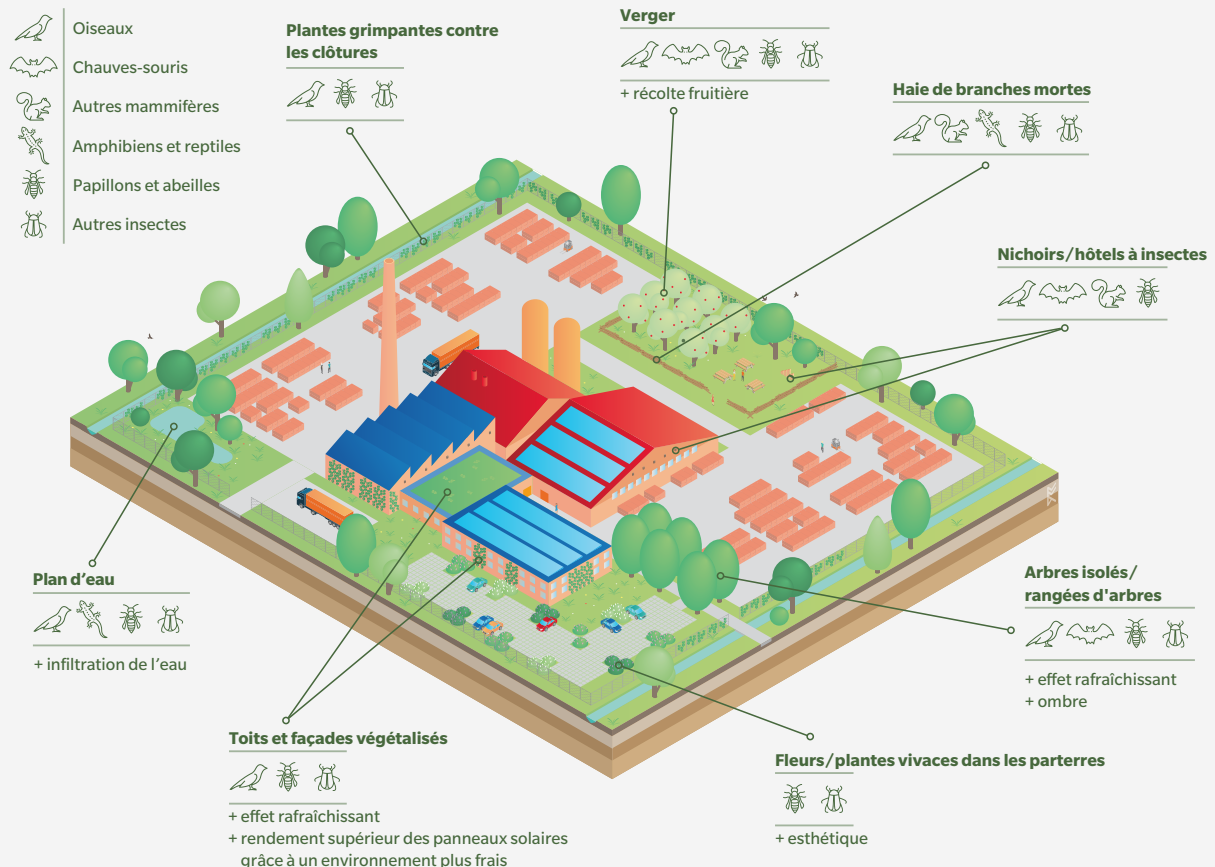 Oiseaux
Chauves-souris
Autres mammifères
Amphibiens et reptiles
Papillons et abeilles
Autres insectes
Plantes grimpantes contre
les clôtures
Verger
+ récolte fruitière
Haie de branches mortes
Nichoirs/hôtels à insectes
Plan d'eau
+ infiltration de l'eau
Arbres isolés/
rangées d'arbres
+ effet rafraîchissant
+ ombre
Toits et façades végétalisés
+ effet rafraîchissant
+ rendement supérieur des panneaux solaires
grâce à un environnement plus frais
Fleurs/plantes vivaces dans les parterres
+ esthétique